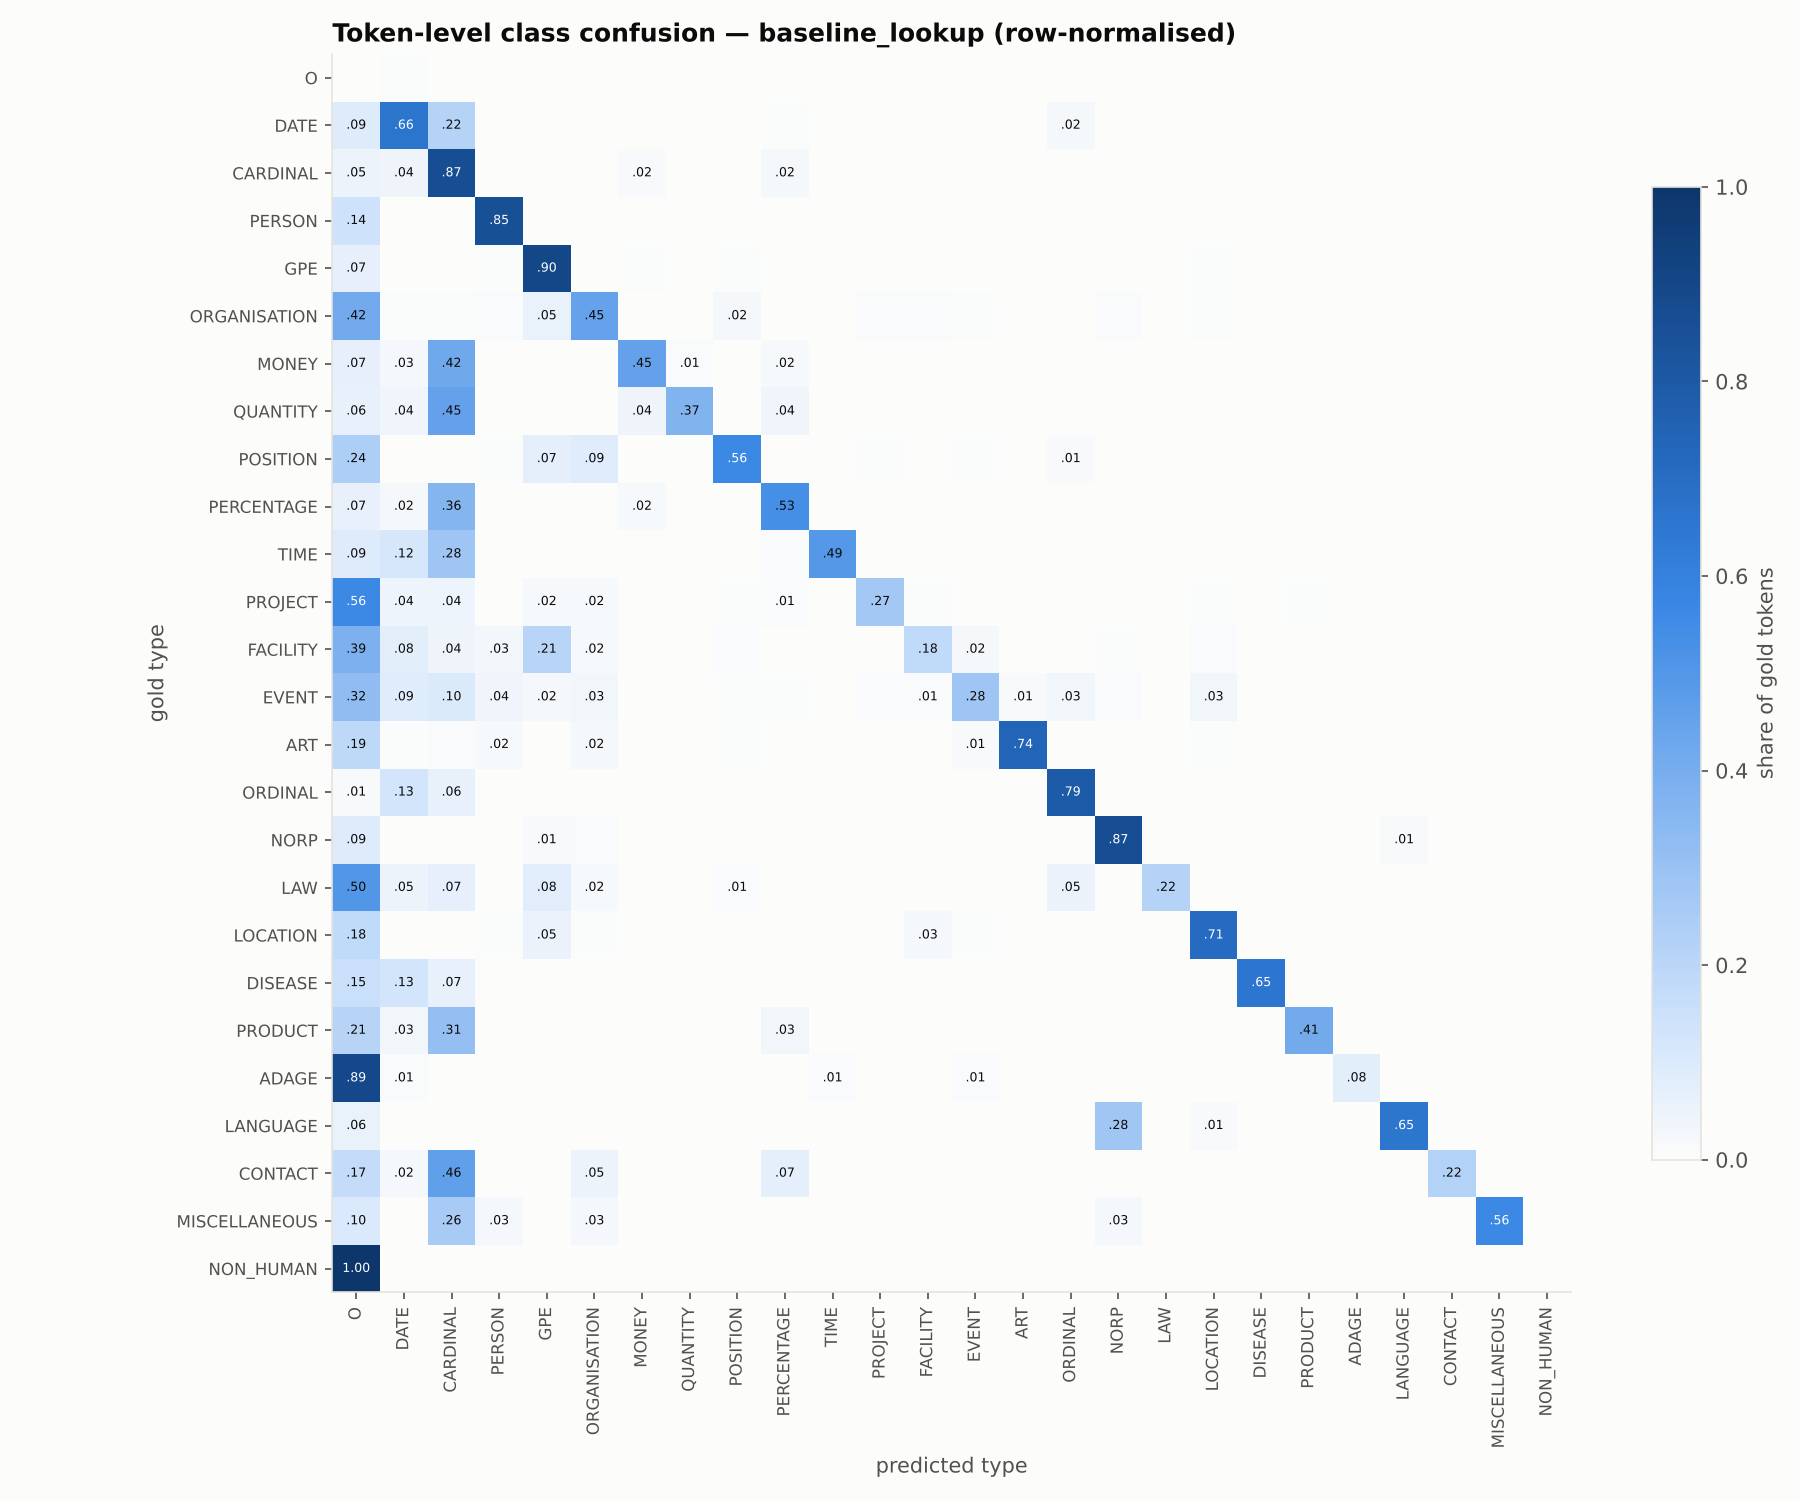 Token-level class confusion — baseline_lookup (row-normalised)
O
DATE .09 .66 .22 .02
CARDINAL .05 .04 .87 .02 .02
PERSON .14 .85
GPE .07 .90
ORGANISATION .42 .05 .45 .02
MONEY .07 .03 .42 .45 .01 .02
QUANTITY .06 .04 .45 .04 .37 .04
POSITION .24 .07 .09 .56 .01
PERCENTAGE .07 .02 .36 .02 .53
TIME .09 .12 .28 .49
PROJECT .56 .04 .04 .02 .02 .01 .27
FACILITY .39 .08 .04 .03 .21 .02 .18 .02
EVENT .32 .09 .10 .04 .02 .03 .01 .28 .01 .03 .03
ART .19 .02 .02 .01 .74
ORDINAL .01 .13 .06 .79
NORP .09 .01 .87 .01
LAW .50 .05 .07 .08 .02 .01 .05 .22
LOCATION .18 .05 .03 .71
DISEASE .15 .13 .07 .65
PRODUCT .21 .03 .31 .03 .41
ADAGE .89 .01 .01 .01 .08
LANGUAGE .06 .28 .01 .65
CONTACT .17 .02 .46 .05 .07 .22
MISCELLANEOUS .10 .26 .03 .03 .03 .56
NON_HUMAN 1.00
gold type
O DATE CARDINAL PERSON GPE ORGANISATION MONEY QUANTITY POSITION PERCENTAGE TIME PROJECT FACILITY EVENT ART ORDINAL NORP LAW LOCATION DISEASE PRODUCT ADAGE LANGUAGE CONTACT MISCELLANEOUS NON_HUMAN
predicted type
1.0
0.8
0.6
0.4
0.2
0.0
share of gold tokens